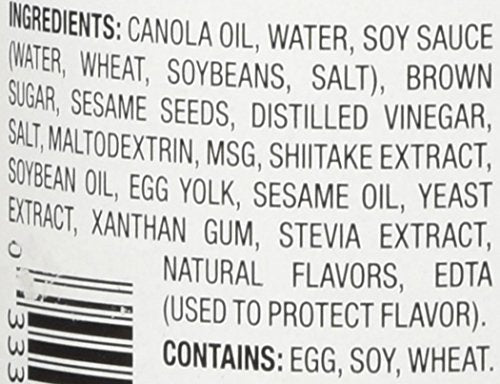 INGREDIENTS: CANOLA OIL, WATER, SOY SAUCE
(WATER, WHEAT, SOYBEANS, SALT), BROWN
SUGAR, SESAME SEEDS, DISTILLED VINEGAR,
SALT, MALTODEXTRIN, MSG, SHIITAKE EXTRACT,
SOYBEAN OIL, EGG YOLK, SESAME OIL, YEAST
EXTRACT, XANTHAN GUM, STEVIA EXTRACT,
NATURAL FLAVORS, EDTA
(USED TO PROTECT FLAVOR).
CONTAINS: EGG, SOY, WHEAT.
0
333